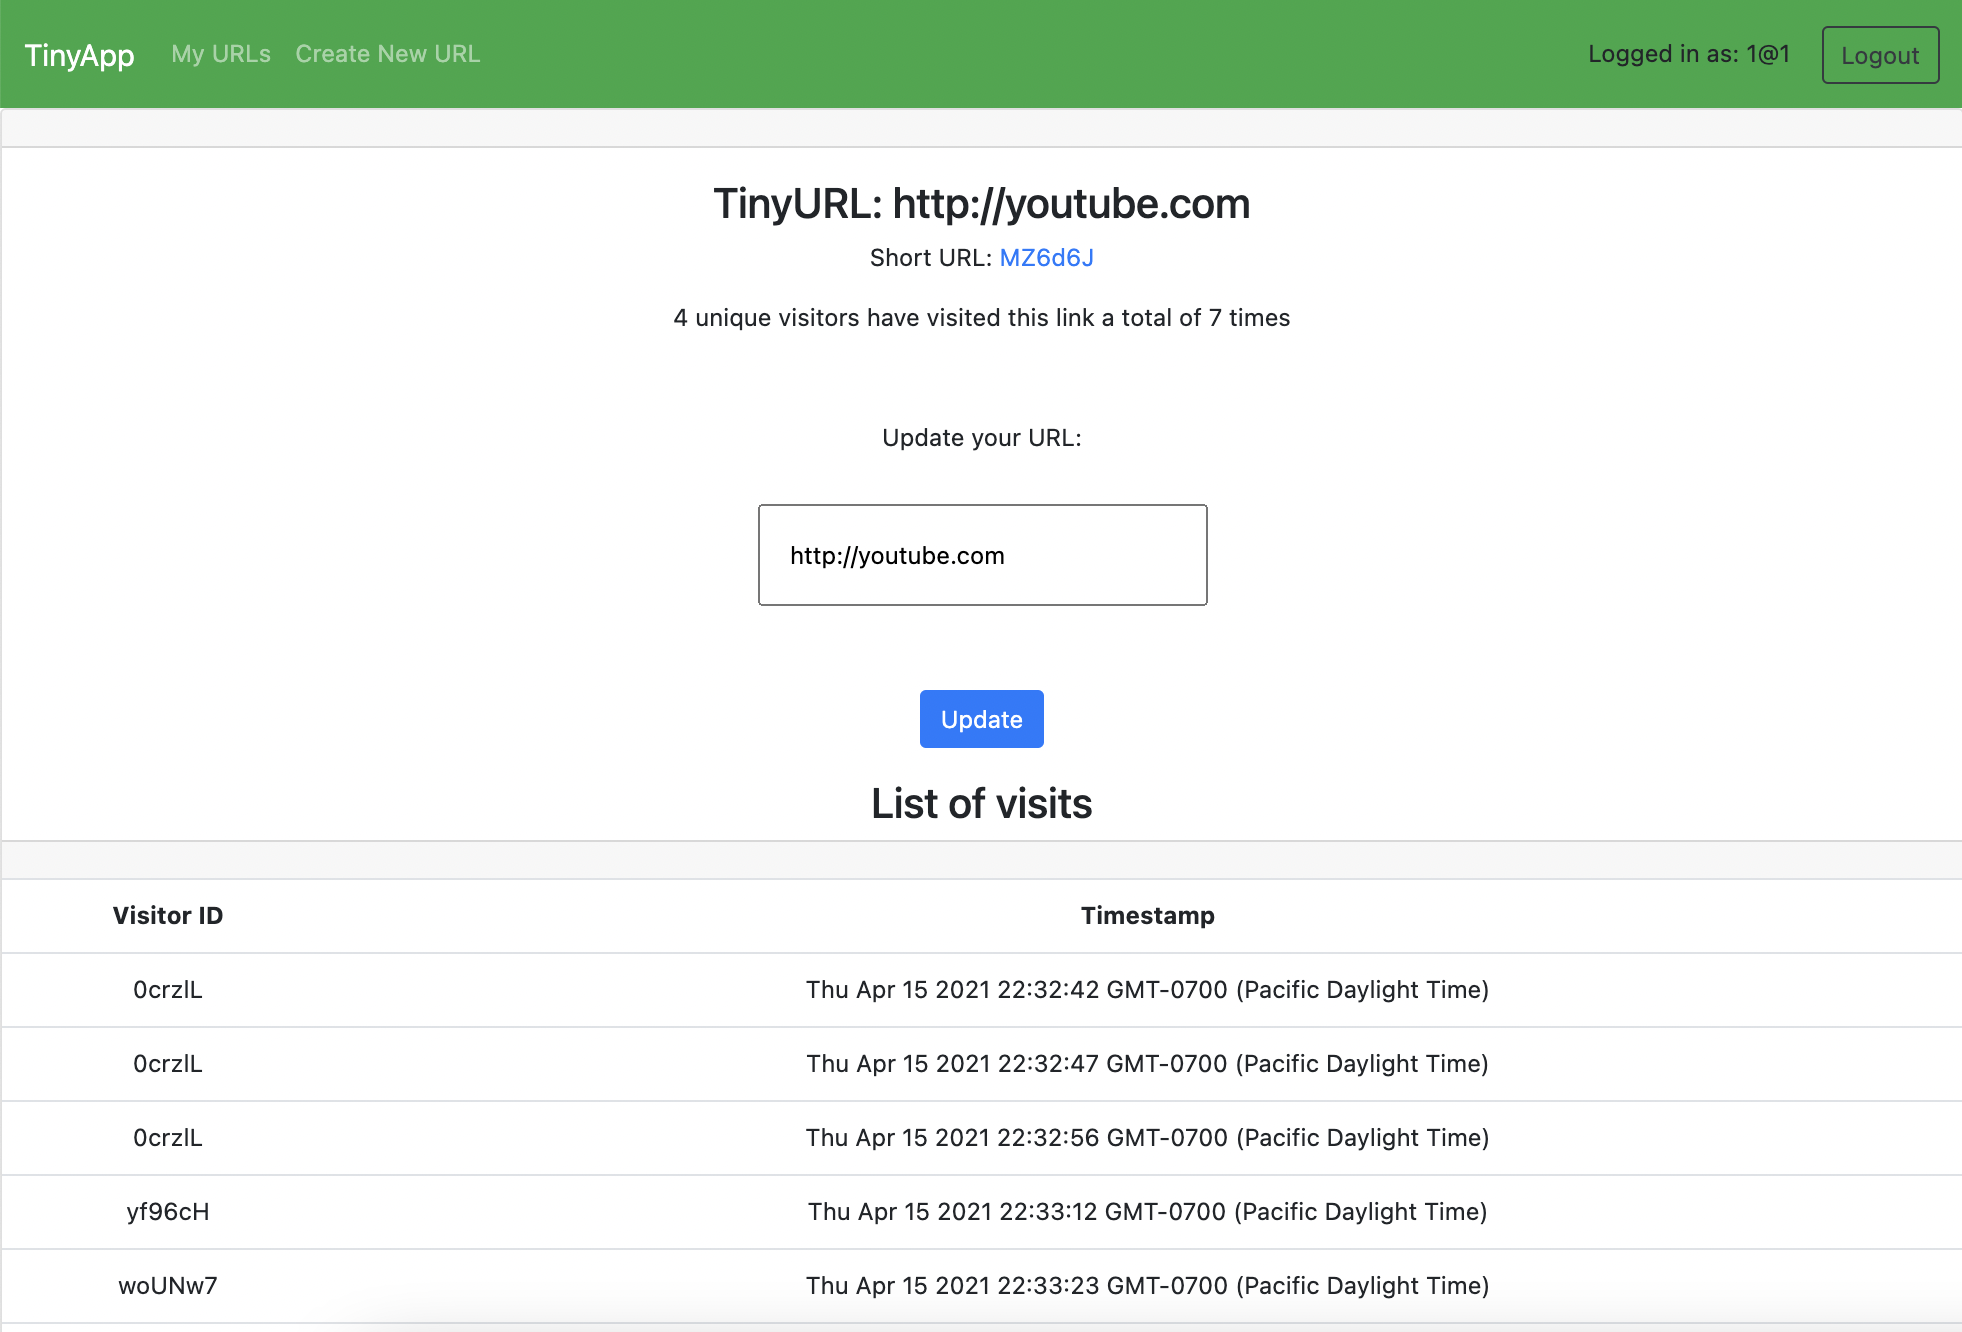 TinyApp My URLs Create New URL Logged in as: 1@1 Logout
TinyURL: http://youtube.com
Short URL: MZ6d6J
4 unique visitors have visited this link a total of 7 times
Update your URL:
http://youtube.com
Update
List of visits
Visitor ID Timestamp
0crzlL Thu Apr 15 2021 22:32:42 GMT-0700 (Pacific Daylight Time)
0crzlL Thu Apr 15 2021 22:32:47 GMT-0700 (Pacific Daylight Time)
0crzlL Thu Apr 15 2021 22:32:56 GMT-0700 (Pacific Daylight Time)
yf96cH Thu Apr 15 2021 22:33:12 GMT-0700 (Pacific Daylight Time)
woUNw7 Thu Apr 15 2021 22:33:23 GMT-0700 (Pacific Daylight Time)